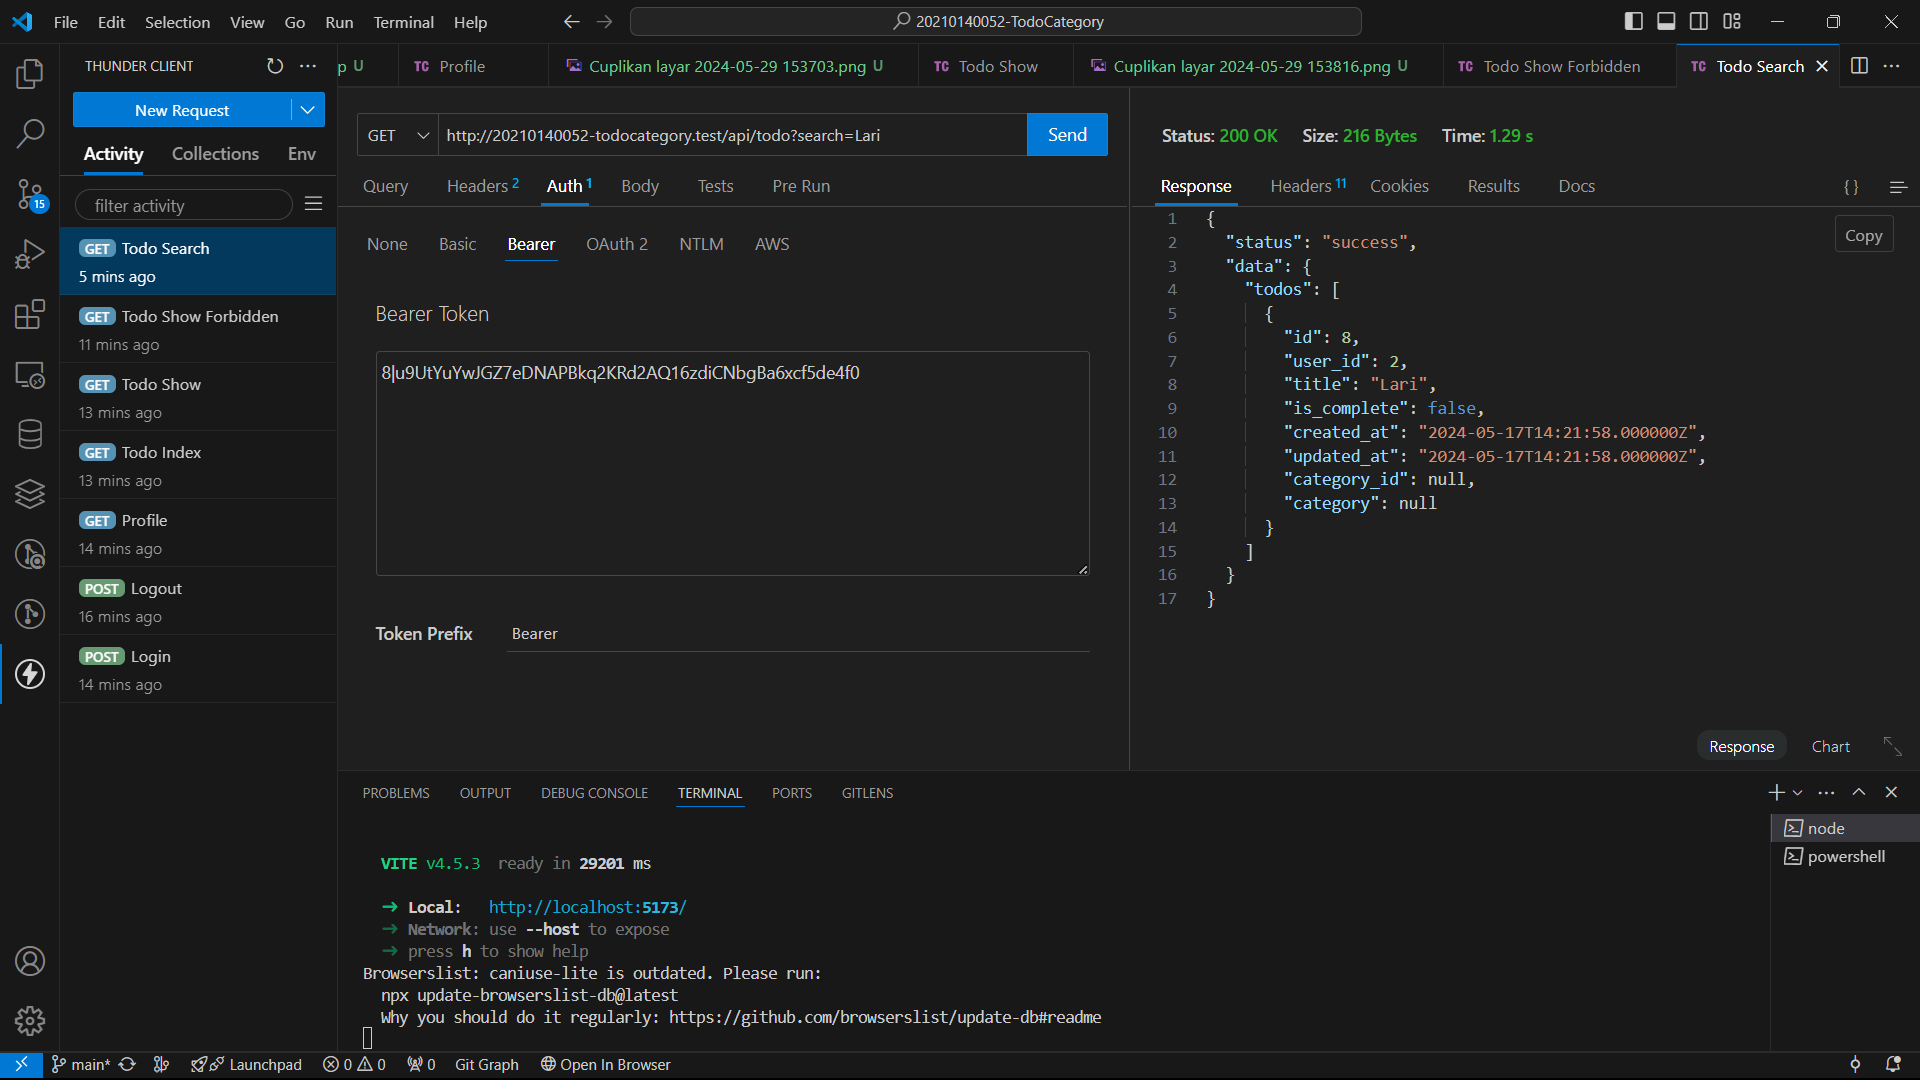 File Edit Selection View Go Run Terminal Help
20210140052-TodoCategory
THUNDER CLIENT
p U
TC Profile
Cuplikan layar 2024-05-29 153703.png U
TC Todo Show
Cuplikan layar 2024-05-29 153816.png U
TC Todo Show Forbidden
TC Todo Search
New Request
Activity Collections Env
filter activity
15
GET Todo Search
5 mins ago
GET Todo Show Forbidden
11 mins ago
GET Todo Show
13 mins ago
GET Todo Index
13 mins ago
GET Profile
14 mins ago
POST Logout
16 mins ago
POST Login
14 mins ago
GET http://20210140052-todocategory.test/api/todo?search=Lari Send
Query Headers 2 Auth 1 Body Tests Pre Run
None Basic Bearer OAuth 2 NTLM AWS
Bearer Token
8|u9UtYuYwJGZ7eDNAPBkq2KRd2AQ16zdiCNbgBa6xcf5de4f0
Token Prefix Bearer
Status: 200 OK Size: 216 Bytes Time: 1.29 s
Response Headers 11 Cookies Results Docs { }
Copy
1 {
2 "status": "success",
3 "data": {
4 "todos": [
5 {
6 "id": 8,
7 "user_id": 2,
8 "title": "Lari",
9 "is_complete": false,
10 "created_at": "2024-05-17T14:21:58.000000Z",
11 "updated_at": "2024-05-17T14:21:58.000000Z",
12 "category_id": null,
13 "category": null
14 }
15 ]
16 }
17 }
Response Chart
PROBLEMS OUTPUT DEBUG CONSOLE TERMINAL PORTS GITLENS
VITE v4.5.3 ready in 29201 ms
➜ Local: http://localhost:5173/
➜ Network: use --host to expose
➜ press h to show help
Browserslist: caniuse-lite is outdated. Please run:
npx update-browserslist-db@latest
Why you should do it regularly: https://github.com/browserslist/update-db#readme
node
powershell
main* Launchpad 0 0 0 Git Graph Open In Browser